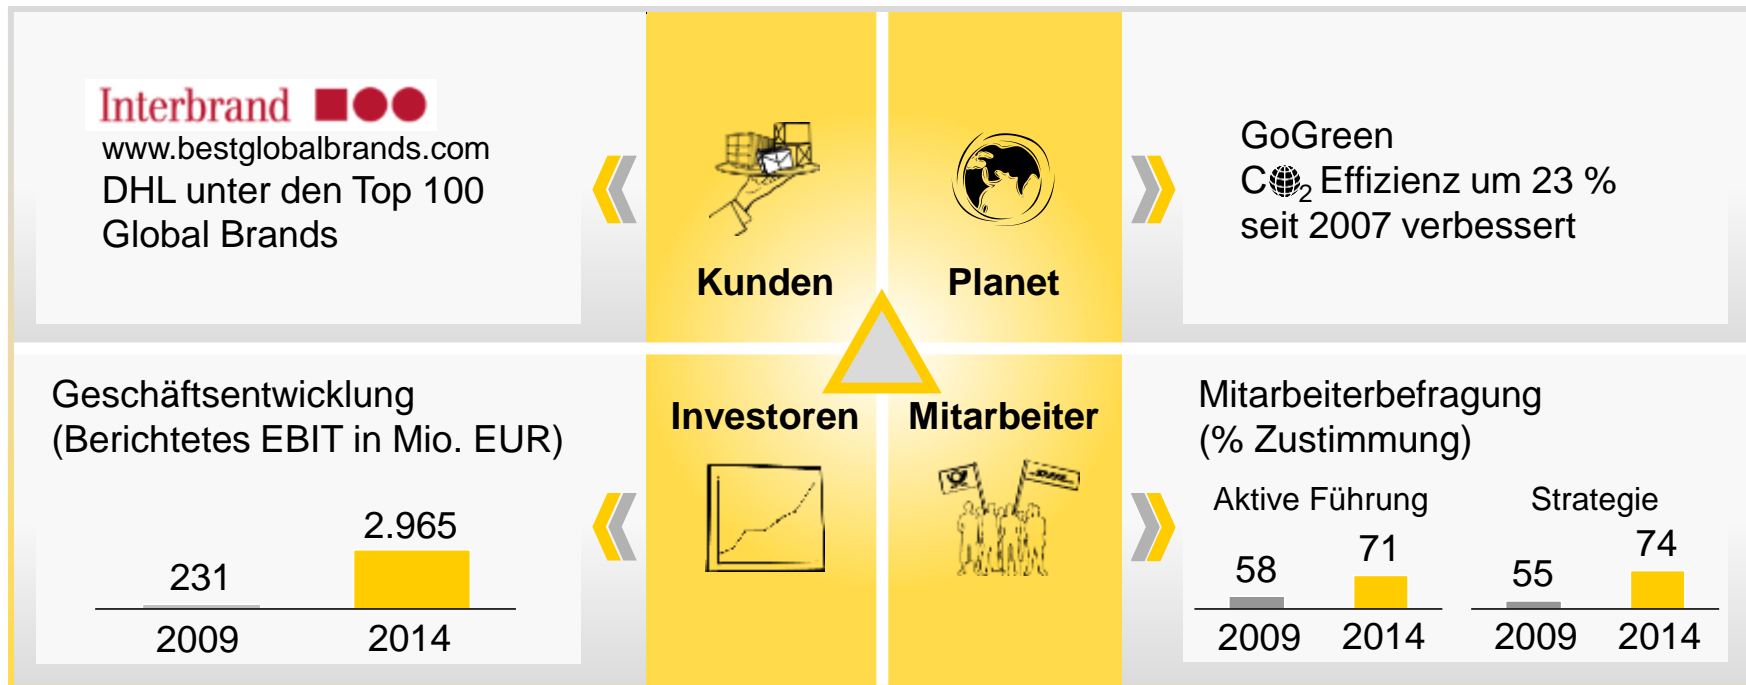 Interbrand
www.bestglobalbrands.com
DHL unter den Top 100
Global Brands
Kunden
Planet
GoGreen
CO₂ Effizienz um 23 %
seit 2007 verbessert
Geschäftsentwicklung
(Berichtetes EBIT in Mio. EUR)
231
2.965
2009
2014
Investoren
Mitarbeiter
DHL
Mitarbeiterbefragung
(% Zustimmung)
Aktive Führung
58
71
2009
2014
Strategie
55
74
2009
2014